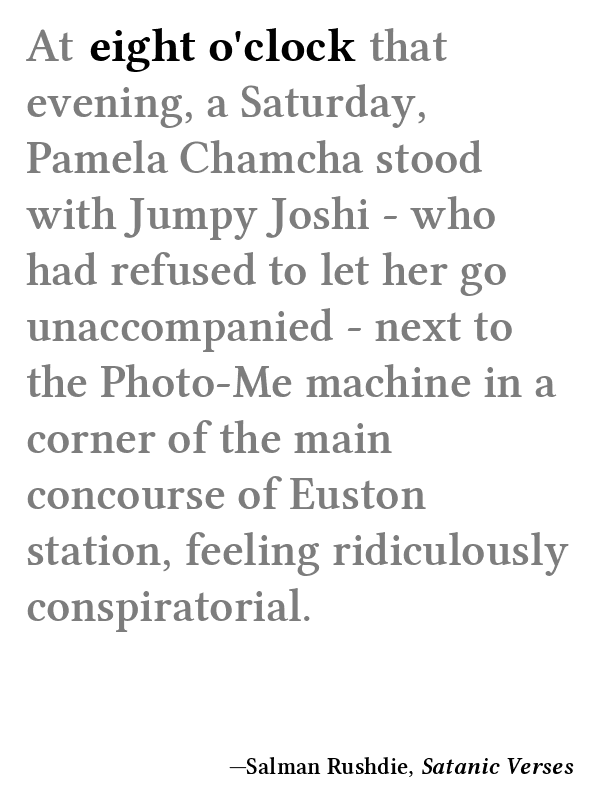 At eight o'clock that
evening, a Saturday,
Pamela Chamcha stood
with Jumpy Joshi - who
had refused to let her go
unaccompanied - next to
the Photo-Me machine in a
corner of the main
concourse of Euston
station, feeling ridiculously
conspiratorial.
—Salman Rushdie, Satanic Verses